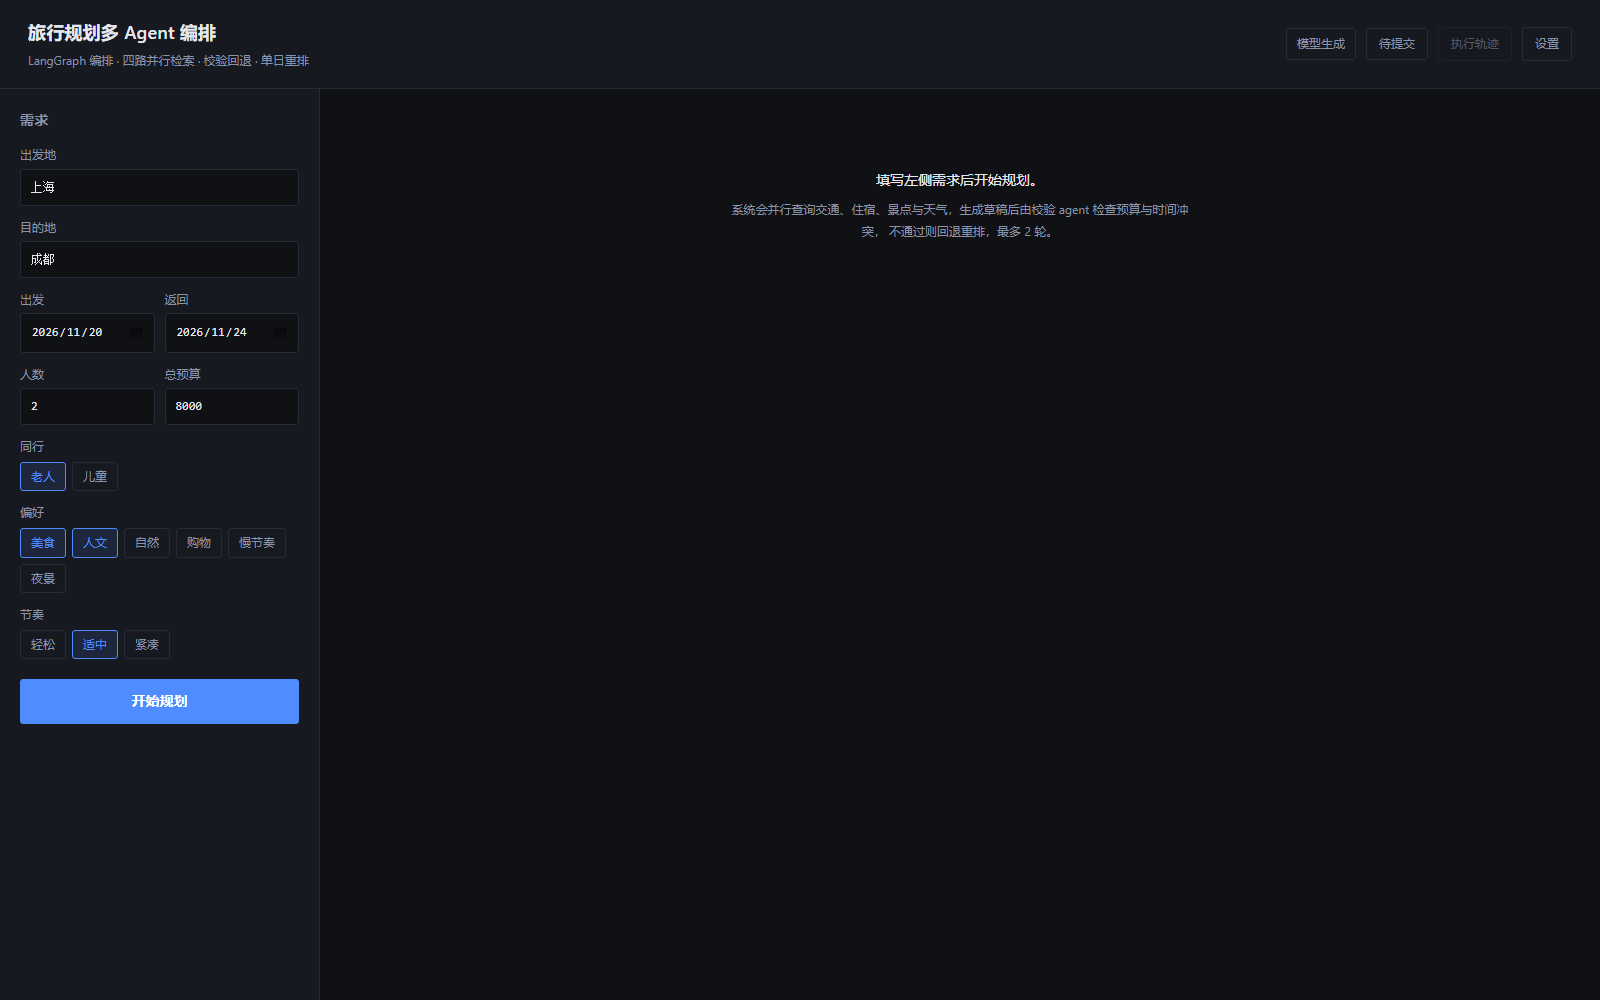 旅行规划多 Agent 编排
LangGraph 编排 · 四路并行检索 · 校验回退 · 单日重排
模型生成
待提交
执行轨迹
设置
需求
出发地
上海
目的地
成都
出发 返回
2026/11/20 2026/11/24
人数 总预算
2 8000
同行
老人 儿童
偏好
美食 人文 自然 购物 慢节奏
夜景
节奏
轻松 适中 紧凑
开始规划
填写左侧需求后开始规划。
系统会并行查询交通、住宿、景点与天气，生成草稿后由校验 agent 检查预算与时间冲
突， 不通过则回退重排，最多 2 轮。